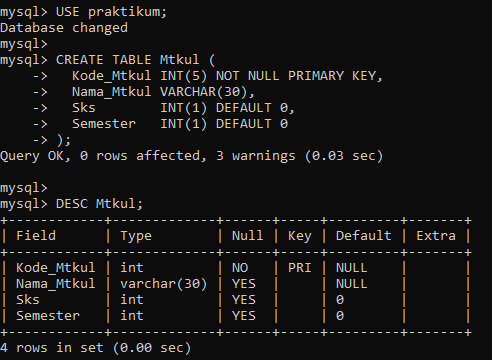 mysql> USE praktikum;
Database changed
mysql>
mysql> CREATE TABLE Mtkul (
    ->    Kode_Mtkul INT(5) NOT NULL PRIMARY KEY,
    ->    Nama_Mtkul VARCHAR(30),
    ->    Sks        INT(1) DEFAULT 0,
    ->    Semester   INT(1) DEFAULT 0
    -> );
Query OK, 0 rows affected, 3 warnings (0.03 sec)
mysql>
mysql> DESC Mtkul;
+------------+-------------+------+-----+---------+-------+
| Field      | Type        | Null | Key | Default | Extra |
+------------+-------------+------+-----+---------+-------+
| Kode_Mtkul | int         | NO   | PRI | NULL    |       |
| Nama_Mtkul | varchar(30) | YES  |     | NULL    |       |
| Sks        | int         | YES  |     | 0       |       |
| Semester   | int         | YES  |     | 0       |       |
+------------+-------------+------+-----+---------+-------+
4 rows in set (0.00 sec)